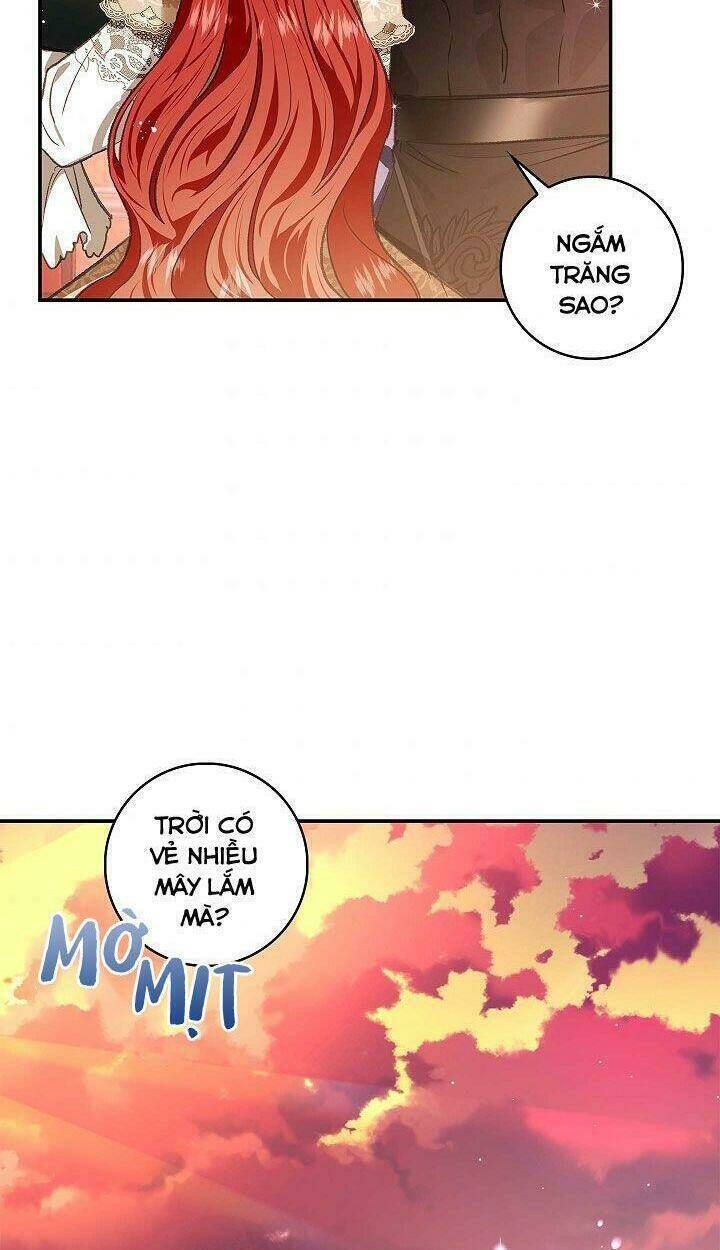 NGẮM
TRĂNG
SAO?
TRỜI CÓ
VẺ NHIỀU
MÂY LẮM
MÀ?
MỜ MỊT